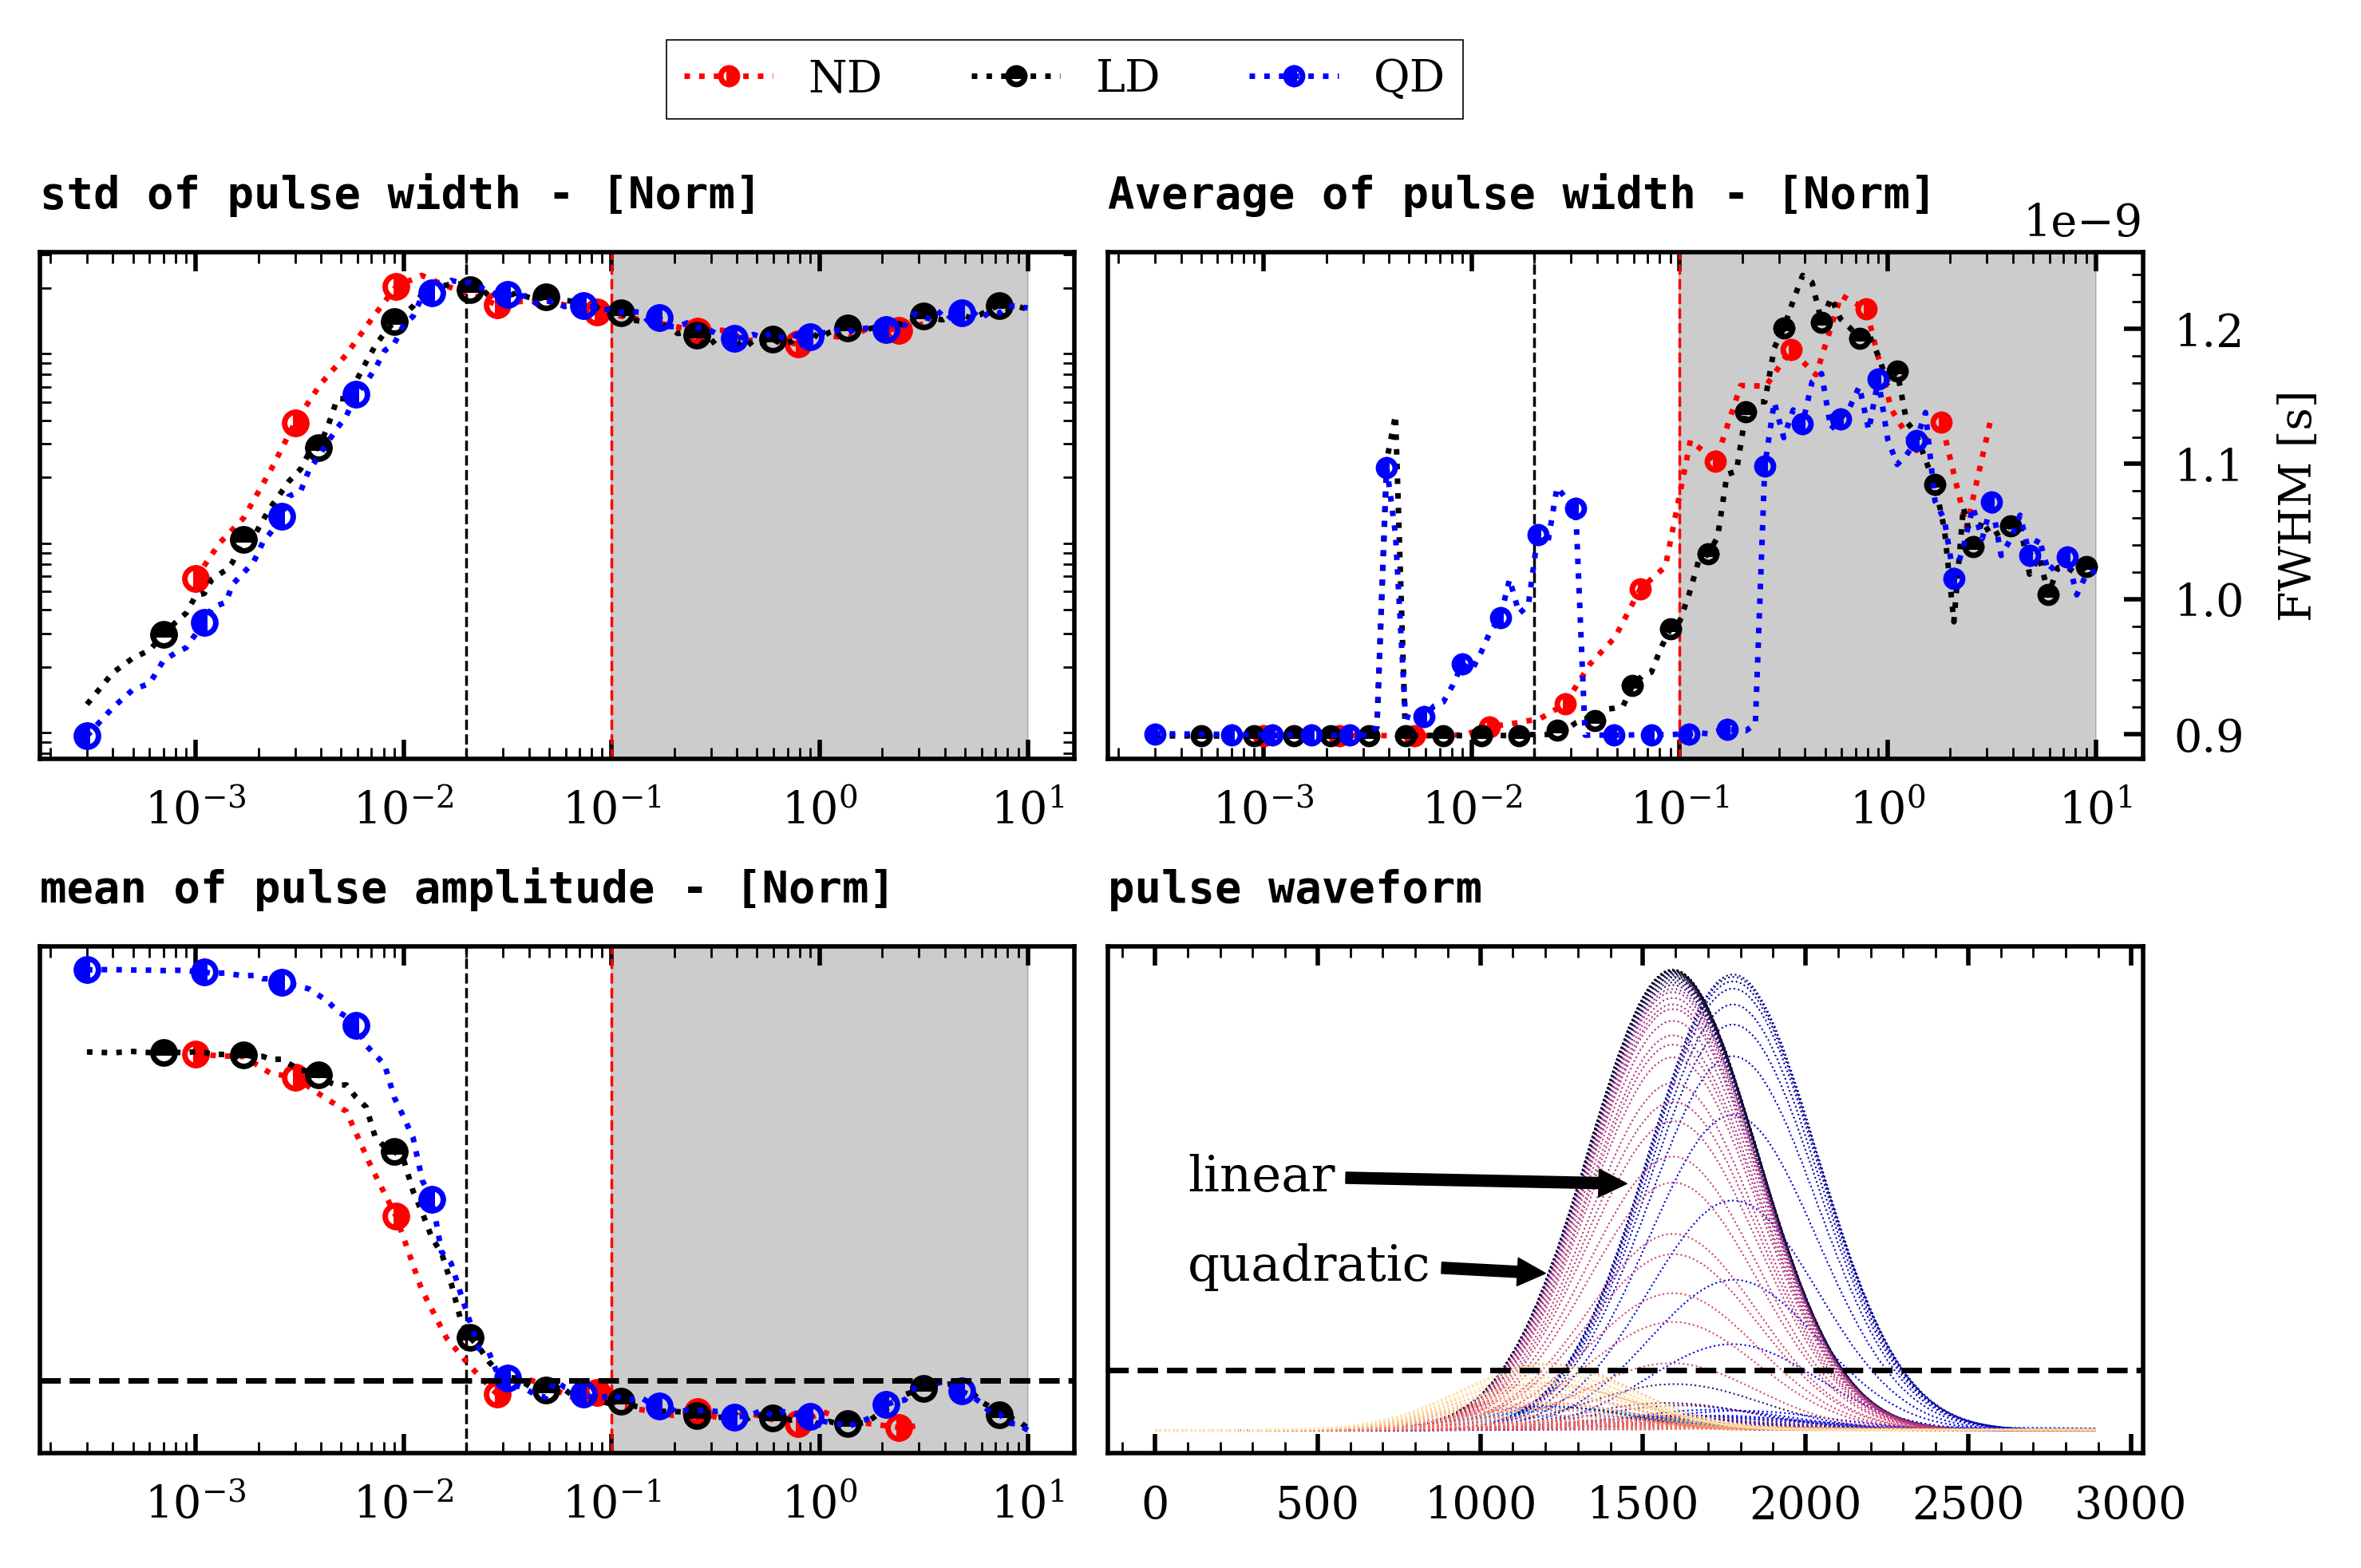 ND LD QD
std of pulse width - [Norm]
Average of pulse width - [Norm]
1e−9
1.2
1.1
1.0
0.9
FWHM [s]
10⁻³ 10⁻² 10⁻¹ 10⁰ 10¹
10⁻³ 10⁻² 10⁻¹ 10⁰ 10¹
mean of pulse amplitude - [Norm]
pulse waveform
linear
quadratic
10⁻³ 10⁻² 10⁻¹ 10⁰ 10¹
0 500 1000 1500 2000 2500 3000